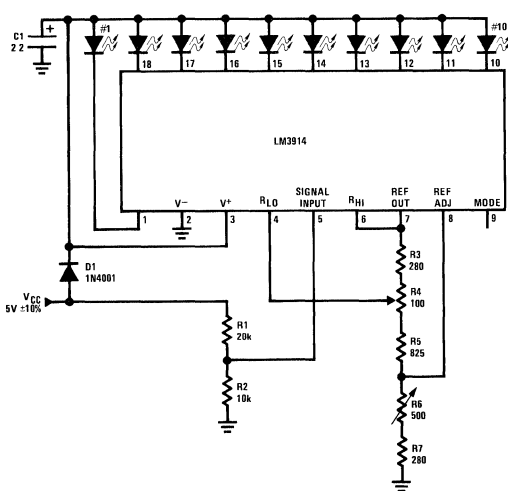 C1
2 2
+
#1
#10
18
17
16
15
14
13
12
11
10
LM3914
V−
V+
RLO
SIGNAL
INPUT
RHI
REF
OUT
REF
ADJ
MODE
1
2
3
4
5
6
7
8
9
D1
1N4001
VCC
5V ±10%
R1
20k
R2
10k
R3
280
R4
100
R5
825
R6
500
R7
280